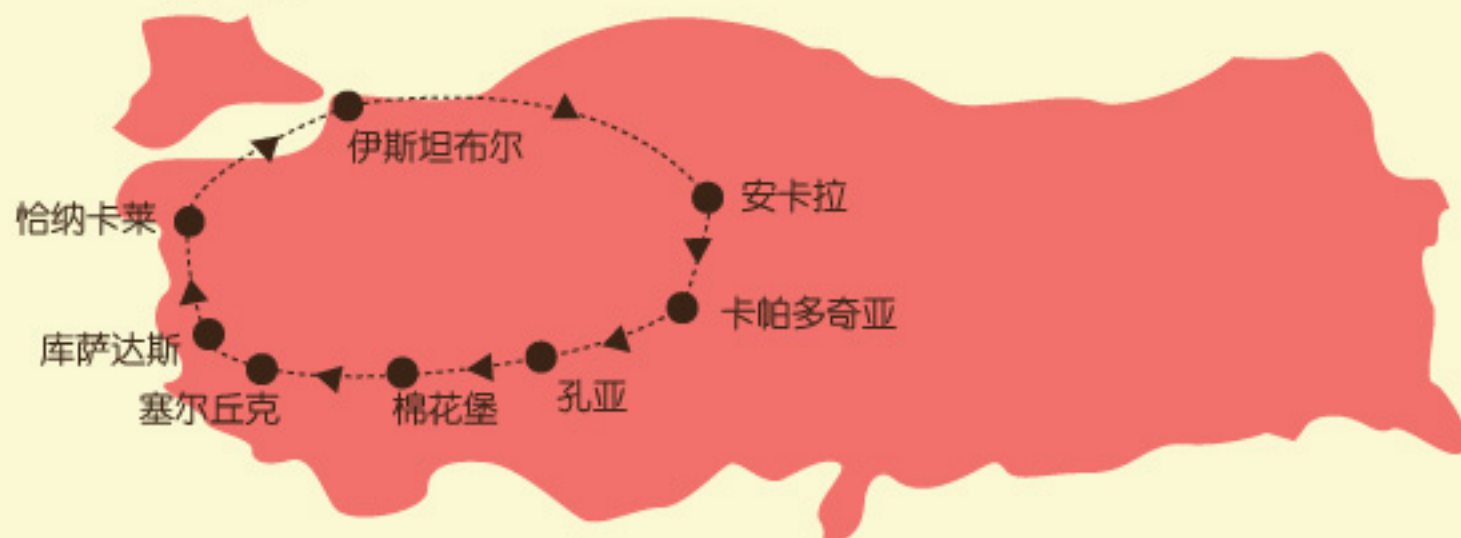 伊斯坦布尔
安卡拉
恰纳卡莱
卡帕多奇亚
库萨达斯
塞尔丘克
棉花堡
孔亚